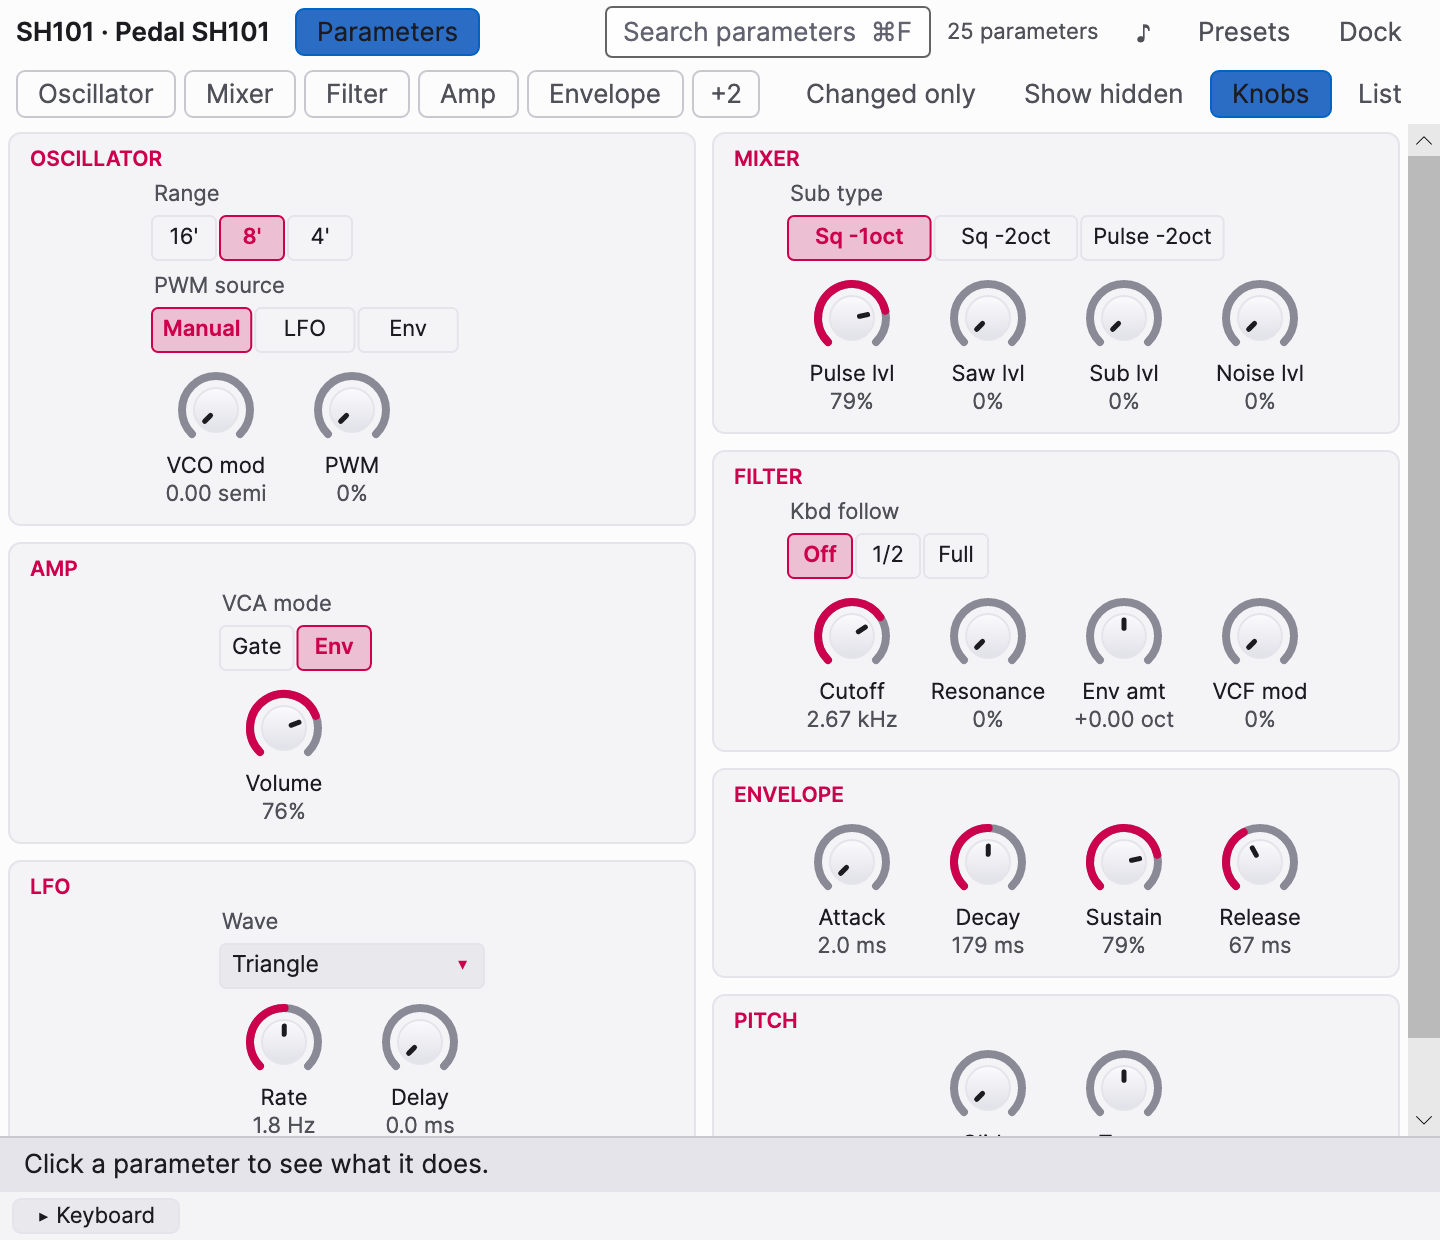 SH101 · Pedal SH101 Parameters Search parameters ⌘F 25 parameters ♪ Presets Dock
Oscillator Mixer Filter Amp Envelope +2 Changed only Show hidden Knobs List
OSCILLATOR
Range
16' 8' 4'
PWM source
Manual LFO Env
VCO mod PWM
0.00 semi 0%
AMP
VCA mode
Gate Env
Volume
76%
LFO
Wave
Triangle ▾
Rate Delay
1.8 Hz 0.0 ms
MIXER
Sub type
Sq -1oct Sq -2oct Pulse -2oct
Pulse lvl Saw lvl Sub lvl Noise lvl
79% 0% 0% 0%
FILTER
Kbd follow
Off 1/2 Full
Cutoff Resonance Env amt VCF mod
2.67 kHz 0% +0.00 oct 0%
ENVELOPE
Attack Decay Sustain Release
2.0 ms 179 ms 79% 67 ms
PITCH
Click a parameter to see what it does.
▸ Keyboard